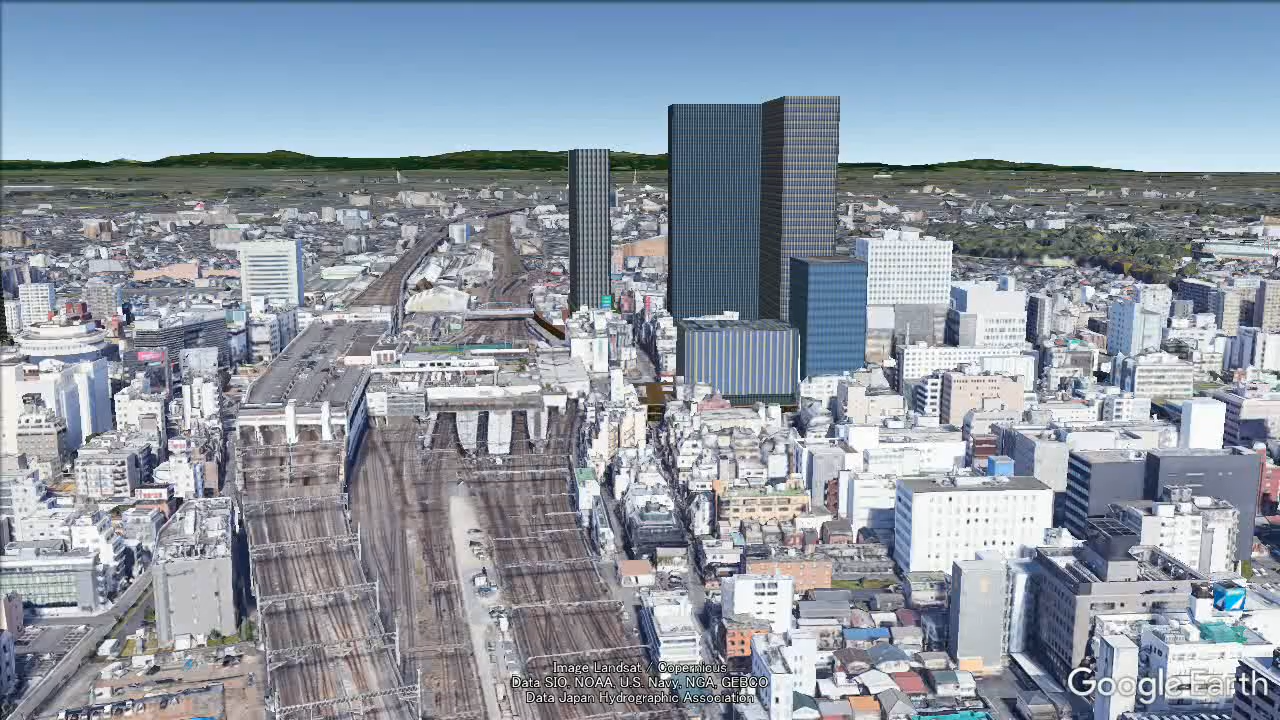 Image Landsat / Copernicus
Data SIO, NOAA, U.S. Navy, NGA, GEBCO
Data Japan Hydrographic Association
Google Earth